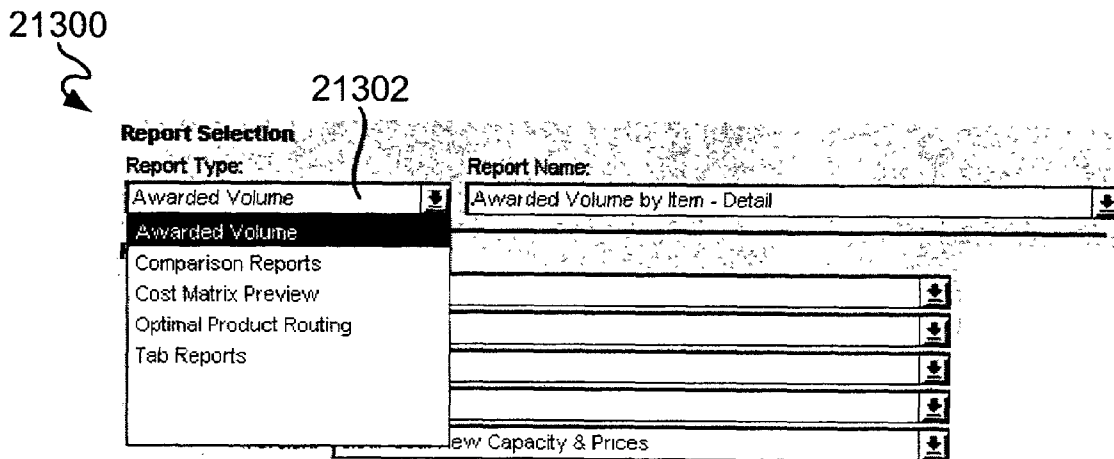 21300
21302
Report Selection
Report Type:
Report Name:
Awarded Volume
Awarded Volume by Item - Detail
Awarded Volume
Comparison Reports
Cost Matrix Preview
Optimal Product Routing
Tab Reports
Capacity & Prices